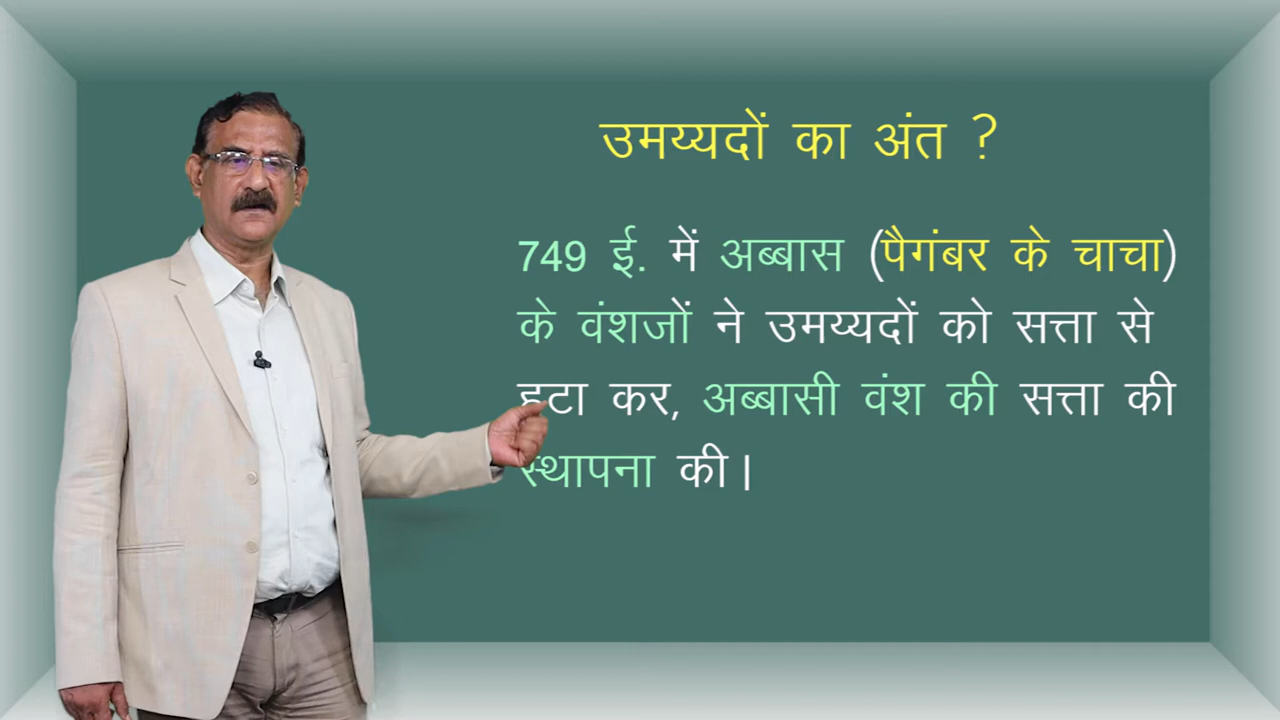 उमय्यदों का अंत ?
749 ई. में अब्बास (पैगंबर के चाचा)
के वंशजों ने उमय्यदों को सत्ता से
हटा कर, अब्बासी वंश की सत्ता की
स्थापना की।